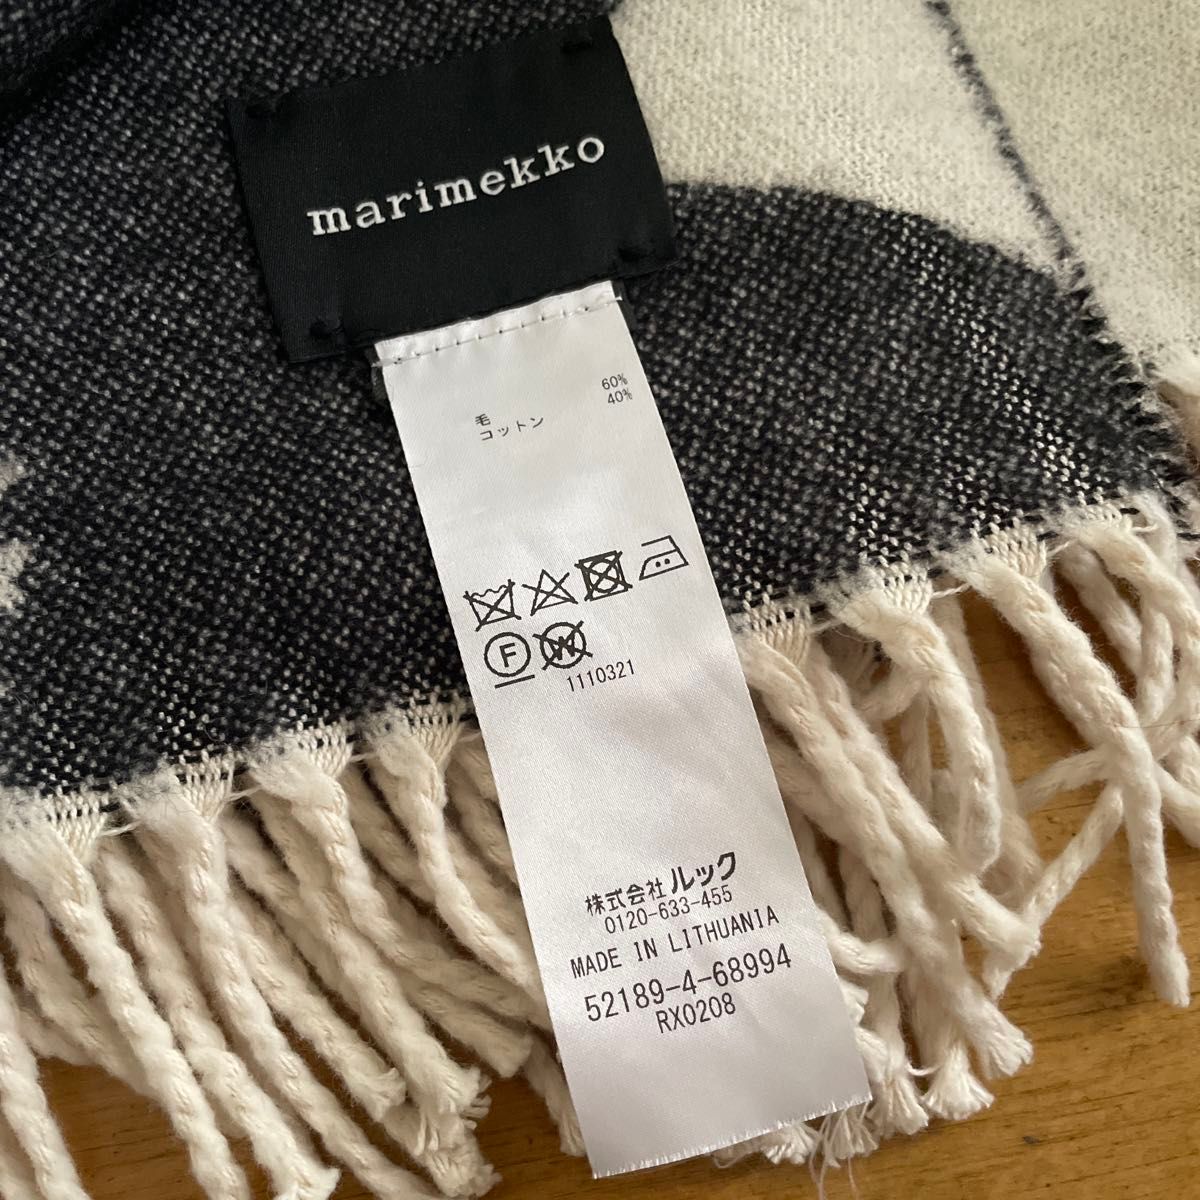 marimekko
毛 60%
コットン 40%
F W
1110321
株式会社 ルック
0120-633-455
MADE IN LITHUANIA
52189-4-68994
RX0208